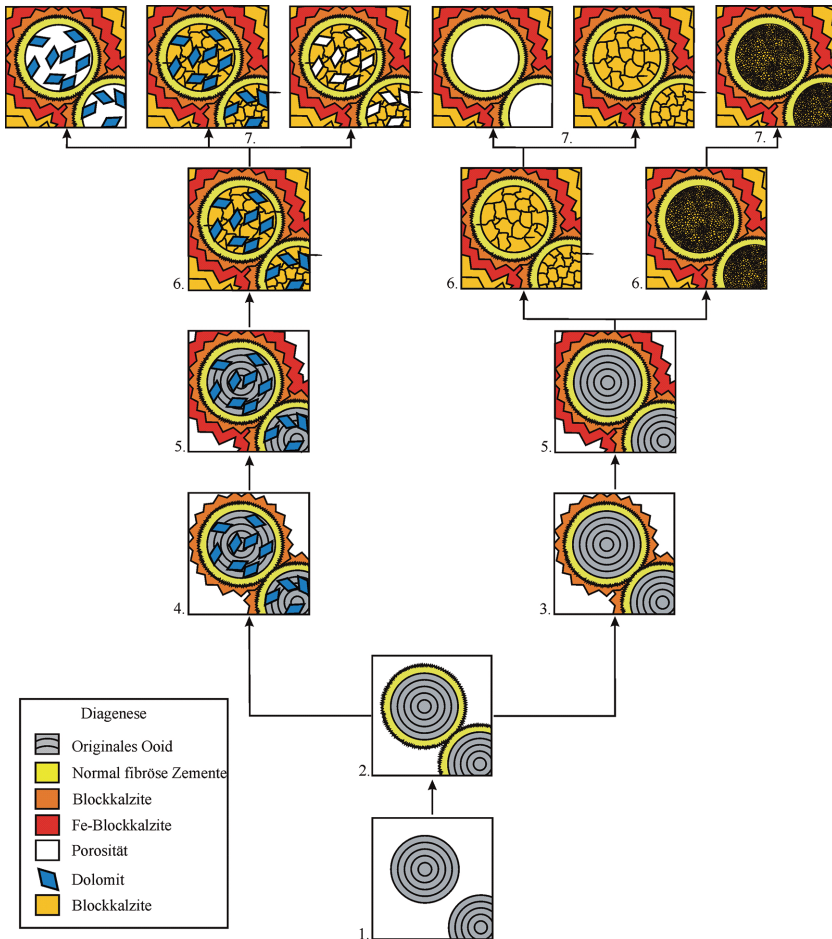 7.
7.
7.
6.
6.
6.
5.
5.
4.
3.
2.
1.
Diagenese
Originales Ooid
Normal fibröse Zemente
Blockkalzite
Fe-Blockkalzite
Porosität
Dolomit
Blockkalzite